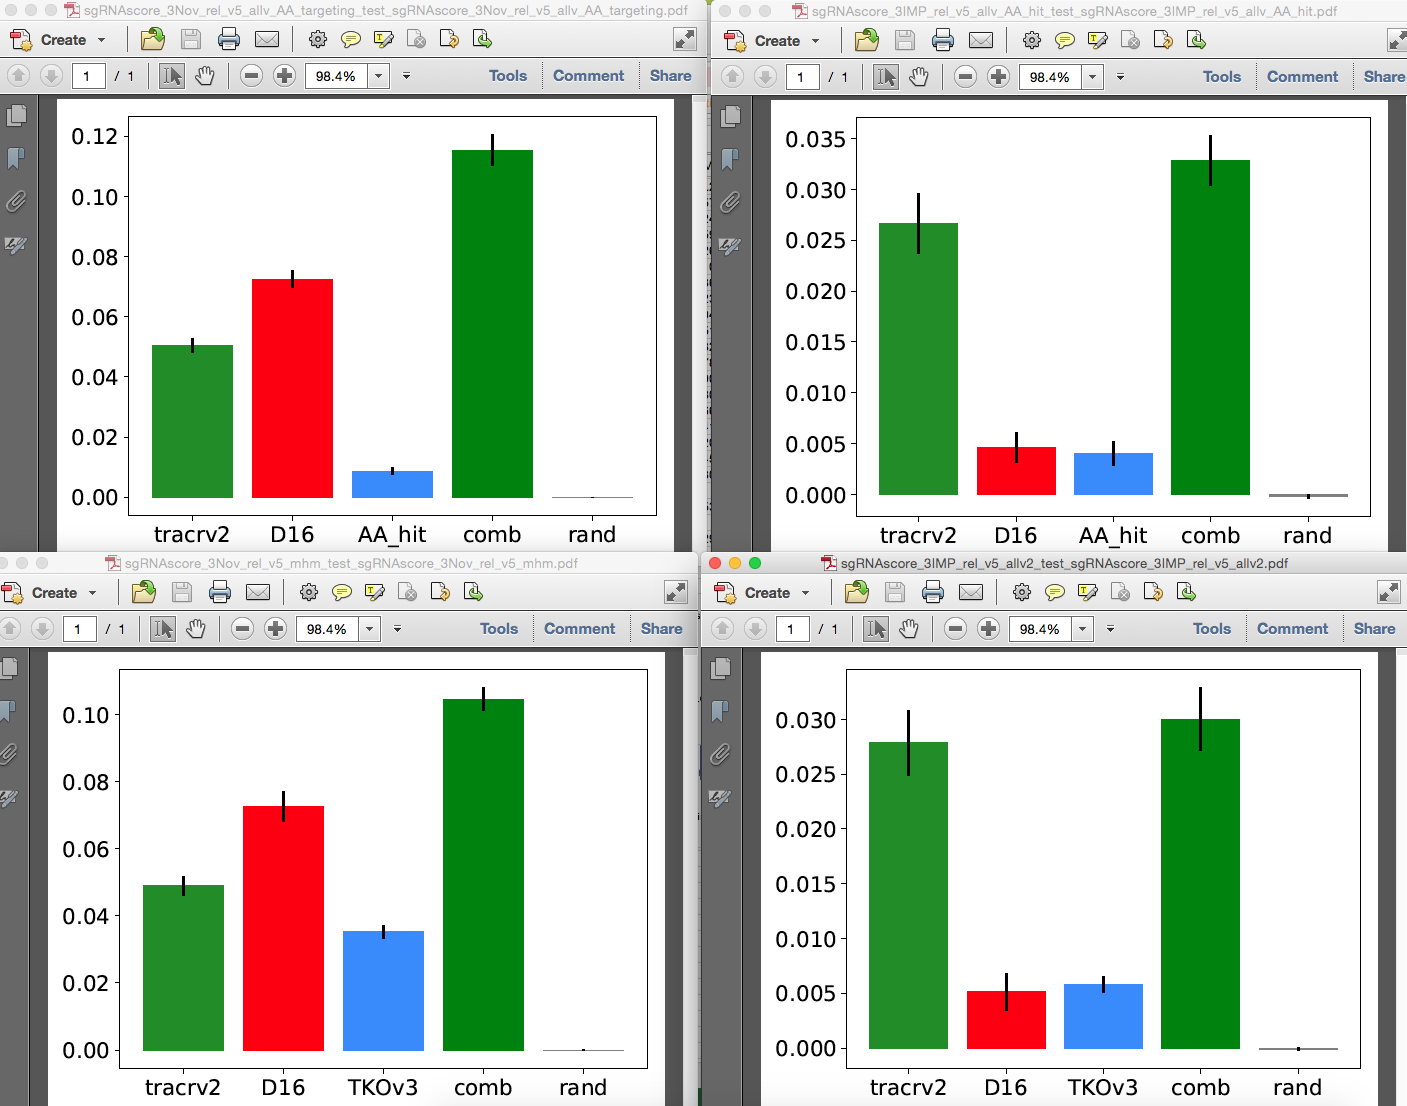 sgRNAscore_3Nov_rel_v5_allv_AA_targeting_test_sgRNAscore_3Nov_rel_v5_allv_AA_targeting.pdf
Create
1 / 1 98.4% Tools Comment Share
0.12
0.10
0.08
0.06
0.04
0.02
0.00
tracrv2 D16 AA_hit comb rand
sgRNAscore_3IMP_rel_v5_allv_AA_hit_test_sgRNAscore_3IMP_rel_v5_allv_AA_hit.pdf
Create
1 / 1 98.4% Tools Comment Share
0.035
0.030
0.025
0.020
0.015
0.010
0.005
0.000
tracrv2 D16 AA_hit comb rand
sgRNAscore_3Nov_rel_v5_mhm_test_sgRNAscore_3Nov_rel_v5_mhm.pdf
Create
1 / 1 98.4% Tools Comment Share
0.10
0.08
0.06
0.04
0.02
0.00
tracrv2 D16 TKOv3 comb rand
sgRNAscore_3IMP_rel_v5_allv2_test_sgRNAscore_3IMP_rel_v5_allv2.pdf
Create
1 / 1 98.4% Tools Comment Share
0.030
0.025
0.020
0.015
0.010
0.005
0.000
tracrv2 D16 TKOv3 comb rand